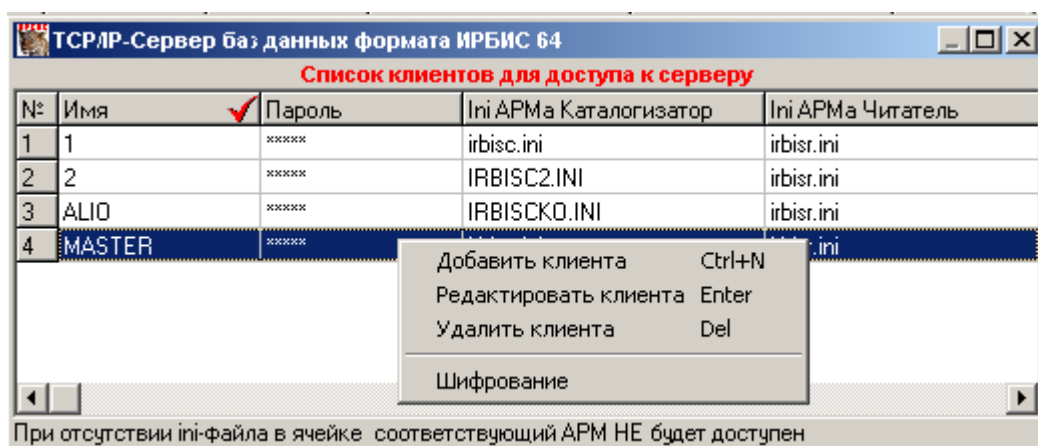 TCP/IP-Сервер баз данных формата ИРБИС 64
Список клиентов для доступа к серверу
№ Имя Пароль Ini АРМа Каталогизатор Ini АРМа Читатель
1 1 ***** irbisc.ini irbisr.ini
2 2 ***** IRBISC2.INI irbisr.ini
3 ALIO ***** IRBISCKO.INI irbisr.ini
4 MASTER ***** .ini
Добавить клиента Ctrl+N
Редактировать клиента Enter
Удалить клиента Del
Шифрование
При отсутствии ini-файла в ячейке соответствующий АРМ НЕ будет доступен